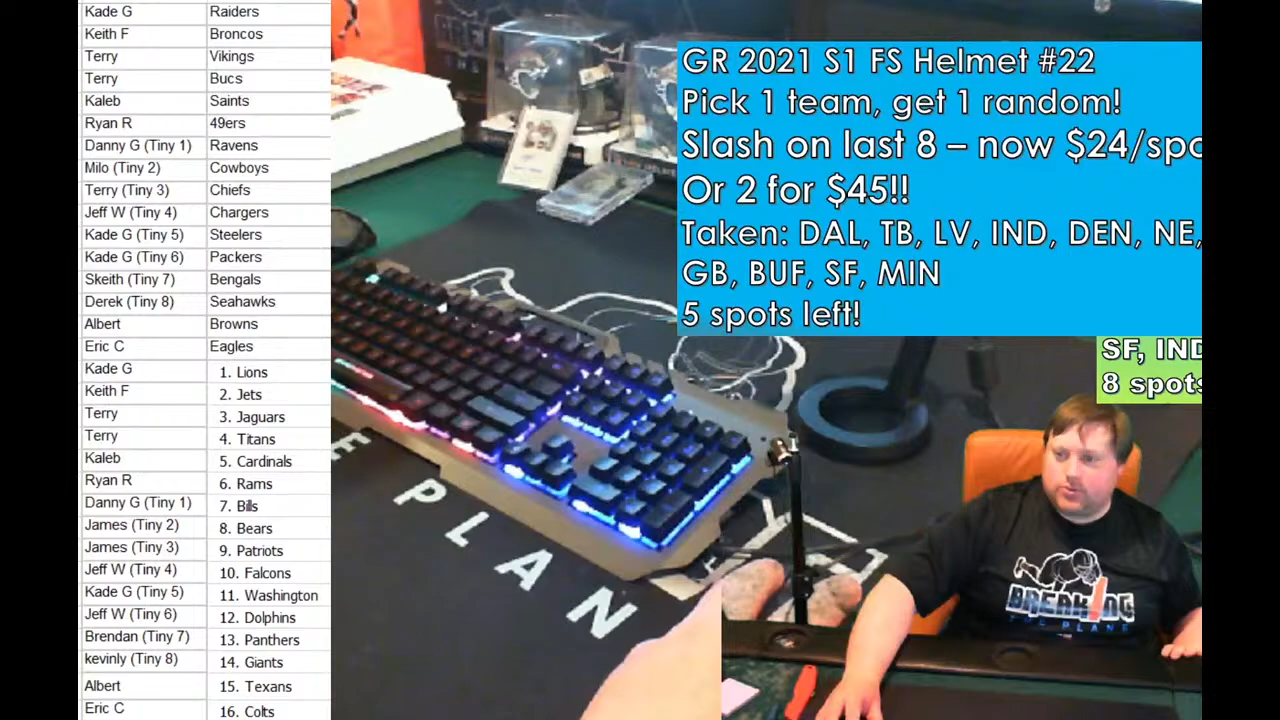 Kade G Raiders
Keith F Broncos
Terry Vikings
Terry Bucs
Kaleb Saints
Ryan R 49ers
Danny G (Tiny 1) Ravens
Milo (Tiny 2) Cowboys
Terry (Tiny 3) Chiefs
Jeff W (Tiny 4) Chargers
Kade G (Tiny 5) Steelers
Kade G (Tiny 6) Packers
Skeith (Tiny 7) Bengals
Derek (Tiny 8) Seahawks
Albert Browns
Eric C Eagles
Kade G 1. Lions
Keith F 2. Jets
Terry 3. Jaguars
Terry 4. Titans
Kaleb 5. Cardinals
Ryan R 6. Rams
Danny G (Tiny 1) 7. Bills
James (Tiny 2) 8. Bears
James (Tiny 3) 9. Patriots
Jeff W (Tiny 4) 10. Falcons
Kade G (Tiny 5) 11. Washington
Jeff W (Tiny 6) 12. Dolphins
Brendan (Tiny 7) 13. Panthers
kevinly (Tiny 8) 14. Giants
Albert 15. Texans
Eric C 16. Colts
GR 2021 S1 FS Helmet #22
Pick 1 team, get 1 random!
Slash on last 8 – now $24/spo
Or 2 for $45!!
Taken: DAL, TB, LV, IND, DEN, NE,
GB, BUF, SF, MIN
5 spots left!
SF, IND
8 spots
E PLAN
BREAK!NG
THE PLANE